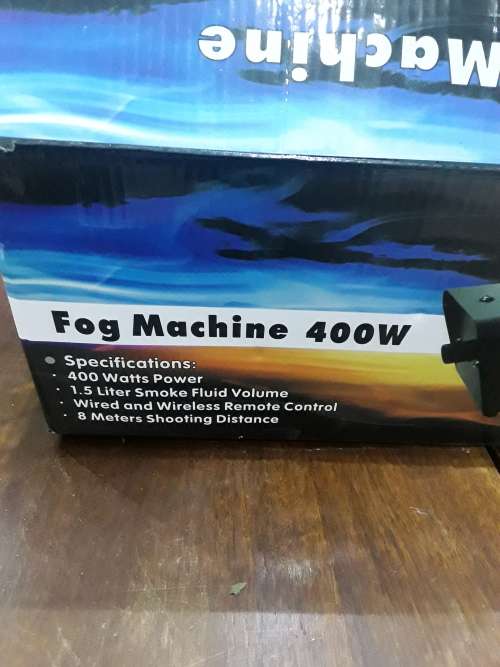 Machine
Fog Machine 400W
Specifications:
· 400 Watts Power
· 1.5 Liter Smoke Fluid Volume
· Wired and Wireless Remote Control
· 8 Meters Shooting Distance